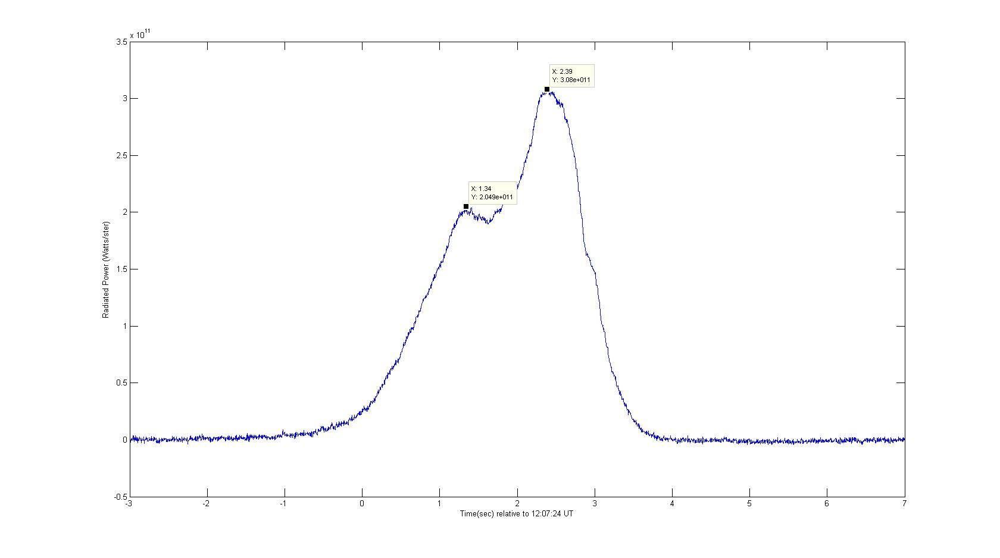 x 10^11
3.5
3
2.5
2
1.5
1
0.5
0
-0.5
Radiated Power (Watts/ster)
X: 2.39
Y: 3.08e+011
X: 1.34
Y: 2.049e+011
-3 -2 -1 0 1 2 3 4 5 6 7
Time(sec) relative to 12:07:24 UT